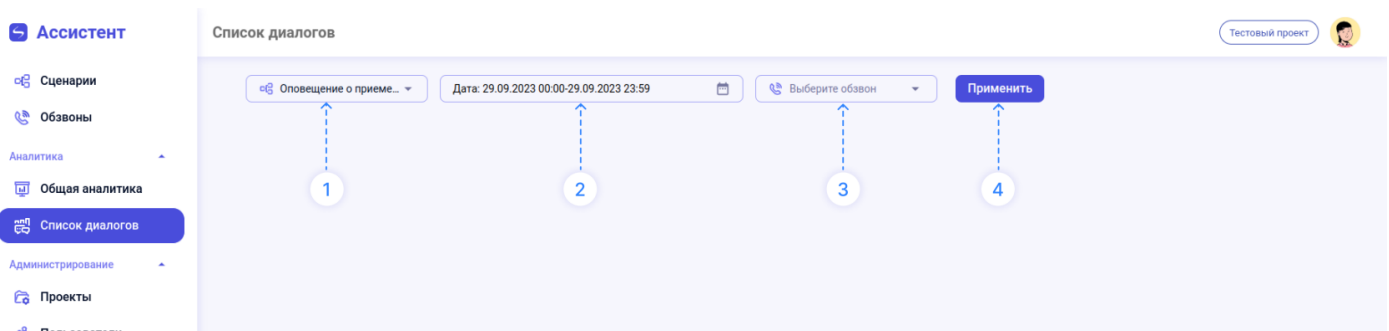 Ассистент
Список диалогов
Тестовый проект
Сценарии
Оповещение о приеме...
Дата: 29.09.2023 00:00-29.09.2023 23:59
Выберите обзвон
Применить
Обзвоны
Аналитика
Общая аналитика
1
2
3
4
Список диалогов
Администрирование
Проекты